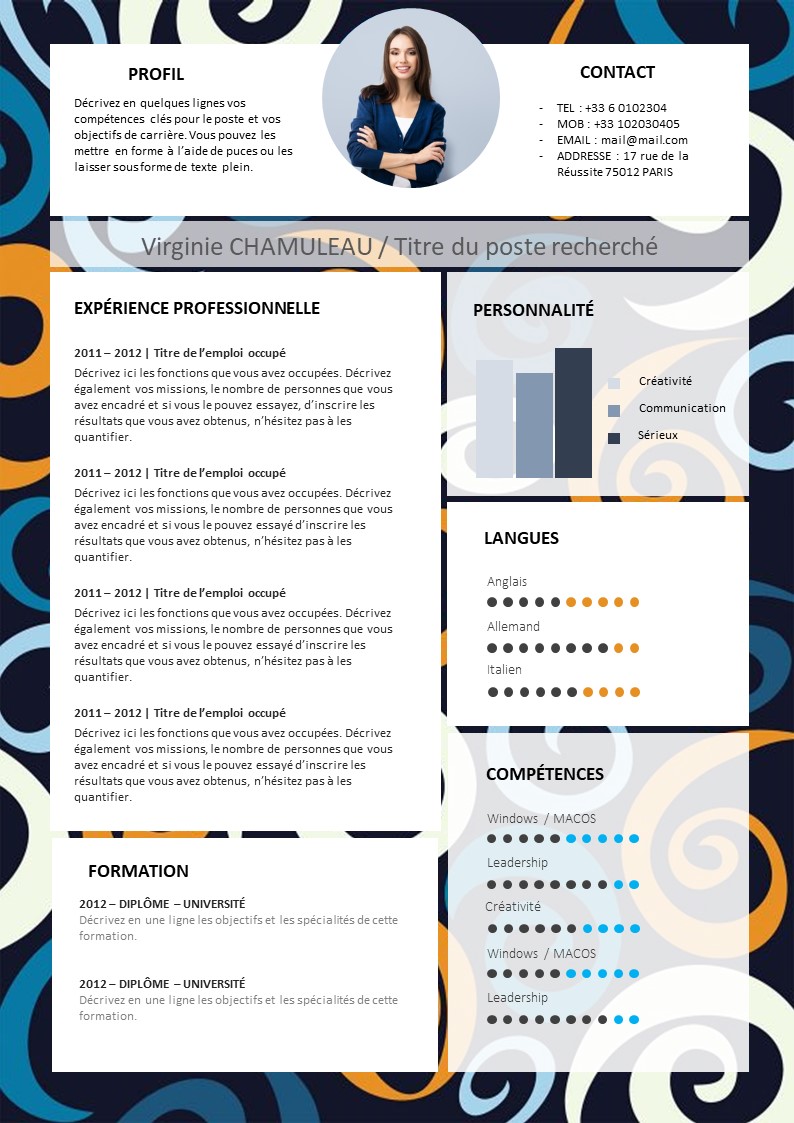 PROFIL
Décrivez en quelques lignes vos
compétences clés pour le poste et vos
objectifs de carrière. Vous pouvez les
mettre en forme à l’aide de puces ou les
laisser sous forme de texte plein.
CONTACT
- TEL : +33 6 0102304
- MOB : +33 102030405
- EMAIL : mail@mail.com
- ADDRESSE : 17 rue de la
Réussite 75012 PARIS
Virginie CHAMULEAU / Titre du poste recherché
EXPÉRIENCE PROFESSIONNELLE
2011 – 2012 | Titre de l’emploi occupé
Décrivez ici les fonctions que vous avez occupées. Décrivez
également vos missions, le nombre de personnes que vous
avez encadré et si vous le pouvez essayez, d’inscrire les
résultats que vous avez obtenus, n’hésitez pas à les
quantifier.
2011 – 2012 | Titre de l’emploi occupé
Décrivez ici les fonctions que vous avez occupées. Décrivez
également vos missions, le nombre de personnes que vous
avez encadré et si vous le pouvez essayé d’inscrire les
résultats que vous avez obtenus, n’hésitez pas à les
quantifier.
2011 – 2012 | Titre de l’emploi occupé
Décrivez ici les fonctions que vous avez occupées. Décrivez
également vos missions, le nombre de personnes que vous
avez encadré et si vous le pouvez essayé d’inscrire les
résultats que vous avez obtenus, n’hésitez pas à les
quantifier.
2011 – 2012 | Titre de l’emploi occupé
Décrivez ici les fonctions que vous avez occupées. Décrivez
également vos missions, le nombre de personnes que vous
avez encadré et si vous le pouvez essayé d’inscrire les
résultats que vous avez obtenus, n’hésitez pas à les
quantifier.
FORMATION
2012 – DIPLÔME – UNIVERSITÉ
Décrivez en une ligne les objectifs et les spécialités de cette
formation.
2012 – DIPLÔME – UNIVERSITÉ
Décrivez en une ligne les objectifs et les spécialités de cette
formation.
PERSONNALITÉ
Créativité
Communication
Sérieux
LANGUES
Anglais
Allemand
Italien
COMPÉTENCES
Windows / MACOS
Leadership
Créativité
Windows / MACOS
Leadership